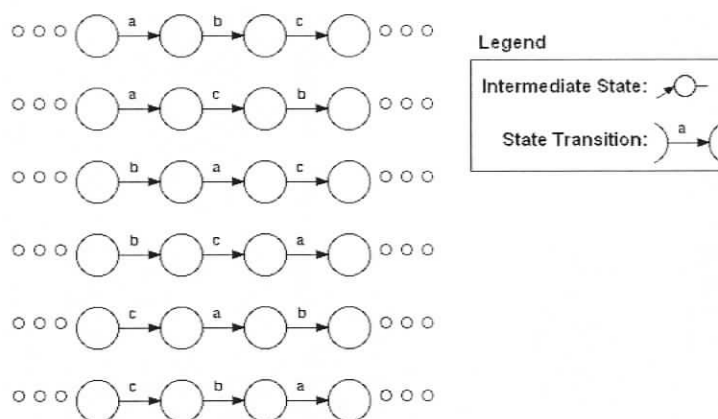 a b c
Legend
Intermediate State:
a c b
State Transition: a
b a c
b c a
c a b
c b a